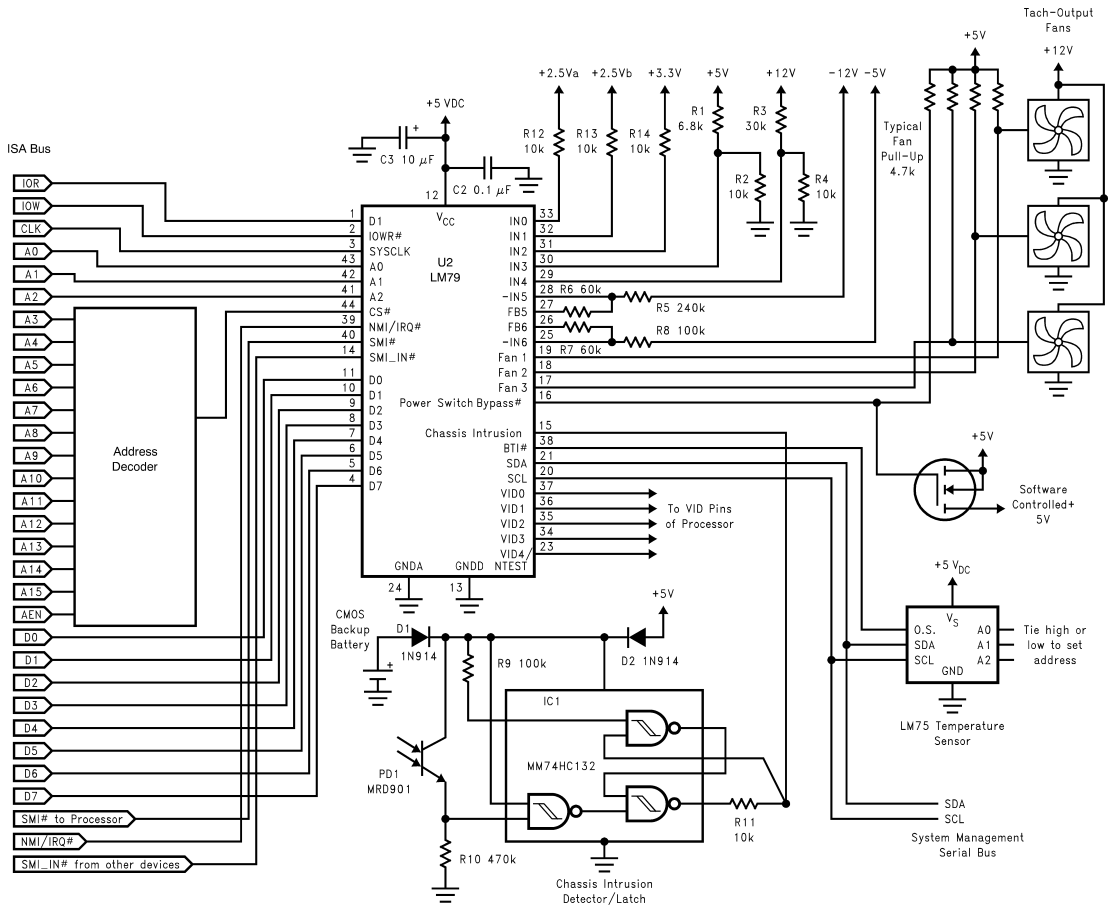 Tach-Output
Fans
+12V
+5V
+2.5Va
+2.5Vb
+3.3V
+5V
+12V
-12V
-5V
+5 VDC
R12
10k
R13
10k
R14
10k
R1
6.8k
R3
30k
R2
10k
R4
10k
Typical
Fan
Pull-Up
4.7k
+
C3 10 μF
C2 0.1 μF
ISA Bus
IOR
IOW
CLK
A0
A1
A2
A3
A4
A5
A6
A7
A8
A9
A10
A11
A12
A13
A14
A15
AEN
D0
D1
D2
D3
D4
D5
D6
D7
SMI# to Processor
NMI/IRQ#
SMI_IN# from other devices
Address
Decoder
12
VCC
U2
LM79
1
D1
2
IOWR#
3
SYSCLK
43
A0
42
A1
41
A2
44
CS#
39
NMI/IRQ#
40
SMI#
14
SMI_IN#
11
D0
10
D1
9
D2
8
D3
7
D4
6
D5
5
D6
4
D7
IN0
33
IN1
32
IN2
31
IN3
30
IN4
29
-IN5
28
FB5
27
FB6
26
-IN6
25
Fan 1
19
Fan 2
18
Fan 3
17
Power Switch Bypass#
16
Chassis Intrusion
15
BTI#
38
SDA
21
SCL
20
VID0
37
VID1
36
VID2
35
VID3
34
VID4/
NTEST
23
GNDA
24
GNDD
13
R6 60k
R5 240k
R8 100k
R7 60k
To VID Pins
of Processor
+5V
Software
Controlled+
5V
+5 VDC
VS
O.S.
SDA
SCL
GND
A0
A1
A2
Tie high or
low to set
address
LM75 Temperature
Sensor
SDA
SCL
System Management
Serial Bus
CMOS
Backup
Battery
+
D1
1N914
+5V
D2 1N914
R9 100k
IC1
MM74HC132
PD1
MRD901
R10 470k
R11
10k
Chassis Intrusion
Detector/Latch